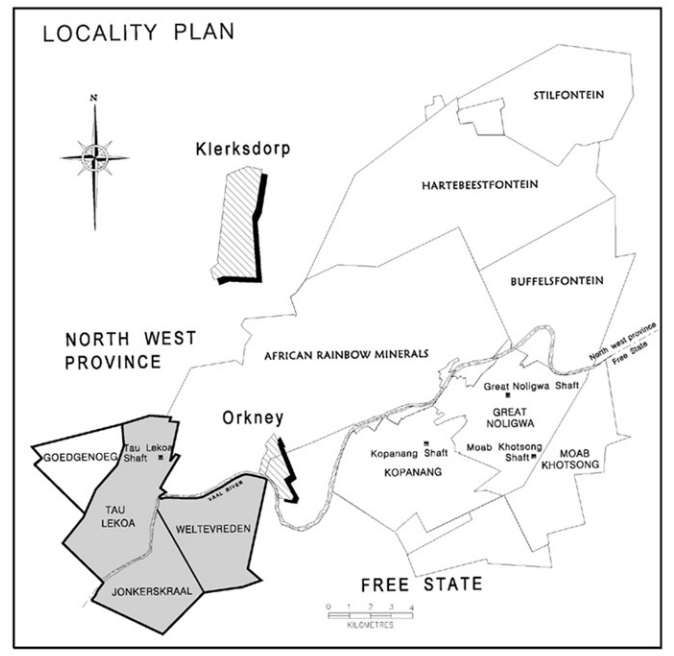 LOCALITY PLAN
N
STILFONTEIN
Klerksdorp
HARTEBEESTFONTEIN
BUFFELSFONTEIN
NORTH WEST
PROVINCE
AFRICAN RAINBOW MINERALS
North west province
Free State
Great Noligwa Shaft
Orkney
GREAT
NOLIGWA
Tau Lekoa
Shaft
GOEDGENOEG
Kopanang Shaft
Moab Khotsong
Shaft
MOAB
KHOTSONG
KOPANANG
VAAL RIVER
TAU
LEKOA
WELTEVREDEN
JONKERSKRAAL
FREE STATE
0 1 2 3 4
KILOMETRES